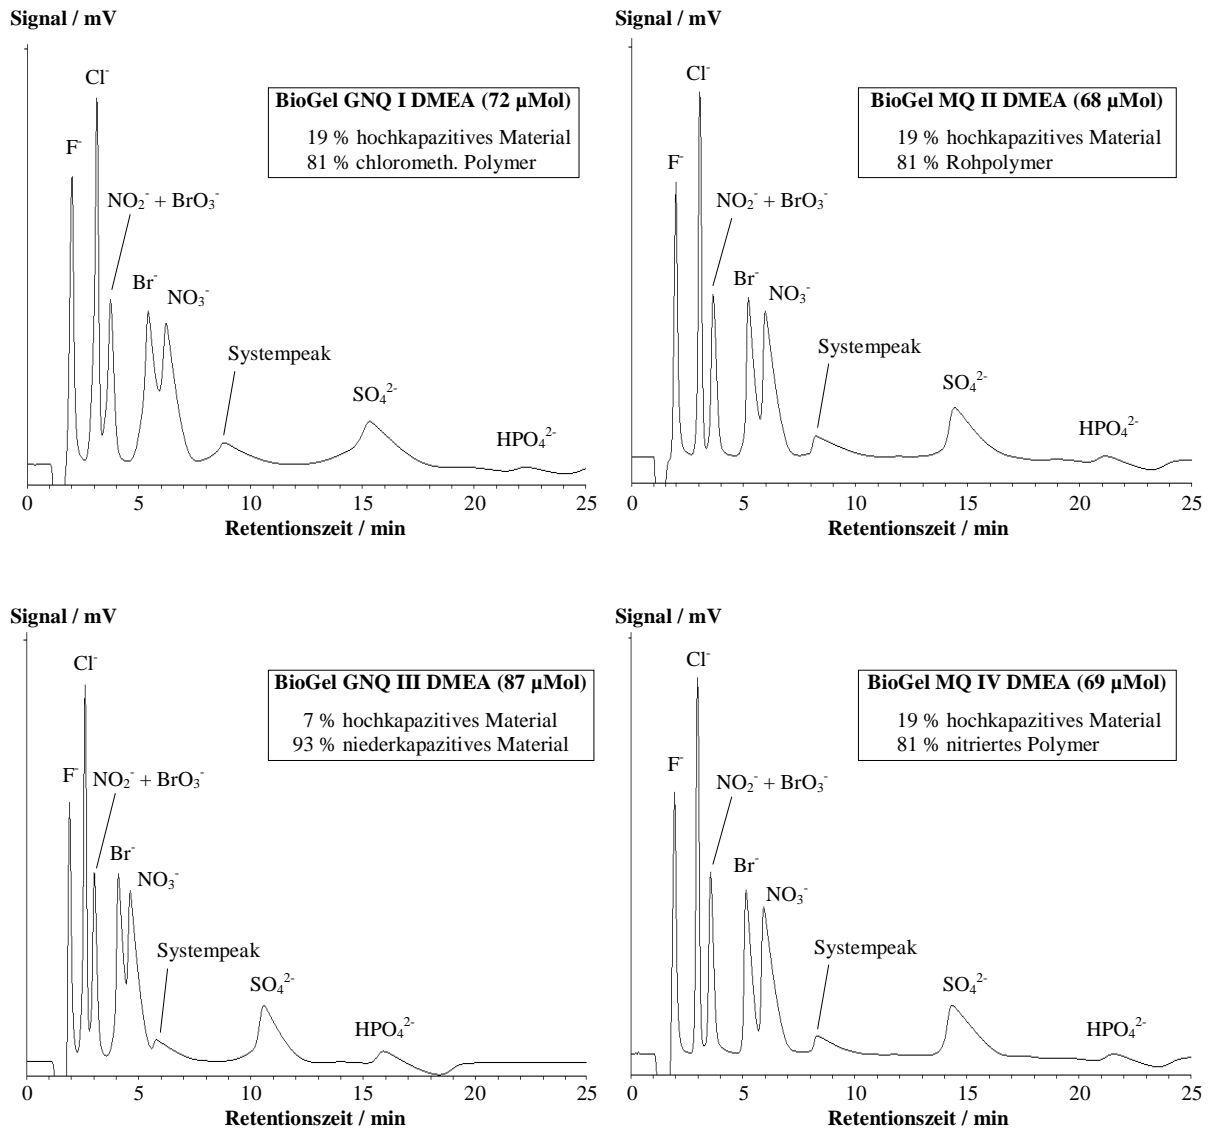 Signal / mV
Cl⁻
F⁻
NO₂⁻ + BrO₃⁻
Br⁻
NO₃⁻
Systempeak
SO₄²⁻
HPO₄²⁻
BioGel GNQ I DMEA (72 µMol)
19 % hochkapazitives Material
81 % chlorometh. Polymer
0 5 10 15 20 25
Retentionszeit / min
Signal / mV
Cl⁻
F⁻
NO₂⁻ + BrO₃⁻
Br⁻
NO₃⁻
Systempeak
SO₄²⁻
HPO₄²⁻
BioGel MQ II DMEA (68 µMol)
19 % hochkapazitives Material
81 % Rohpolymer
0 5 10 15 20 25
Retentionszeit / min
Signal / mV
Cl⁻
F⁻
NO₂⁻ + BrO₃⁻
Br⁻
NO₃⁻
Systempeak
SO₄²⁻
HPO₄²⁻
BioGel GNQ III DMEA (87 µMol)
7 % hochkapazitives Material
93 % niederkapazitives Material
0 5 10 15 20 25
Retentionszeit / min
Signal / mV
Cl⁻
F⁻
NO₂⁻ + BrO₃⁻
Br⁻
NO₃⁻
Systempeak
SO₄²⁻
HPO₄²⁻
BioGel MQ IV DMEA (69 µMol)
19 % hochkapazitives Material
81 % nitriertes Polymer
0 5 10 15 20 25
Retentionszeit / min